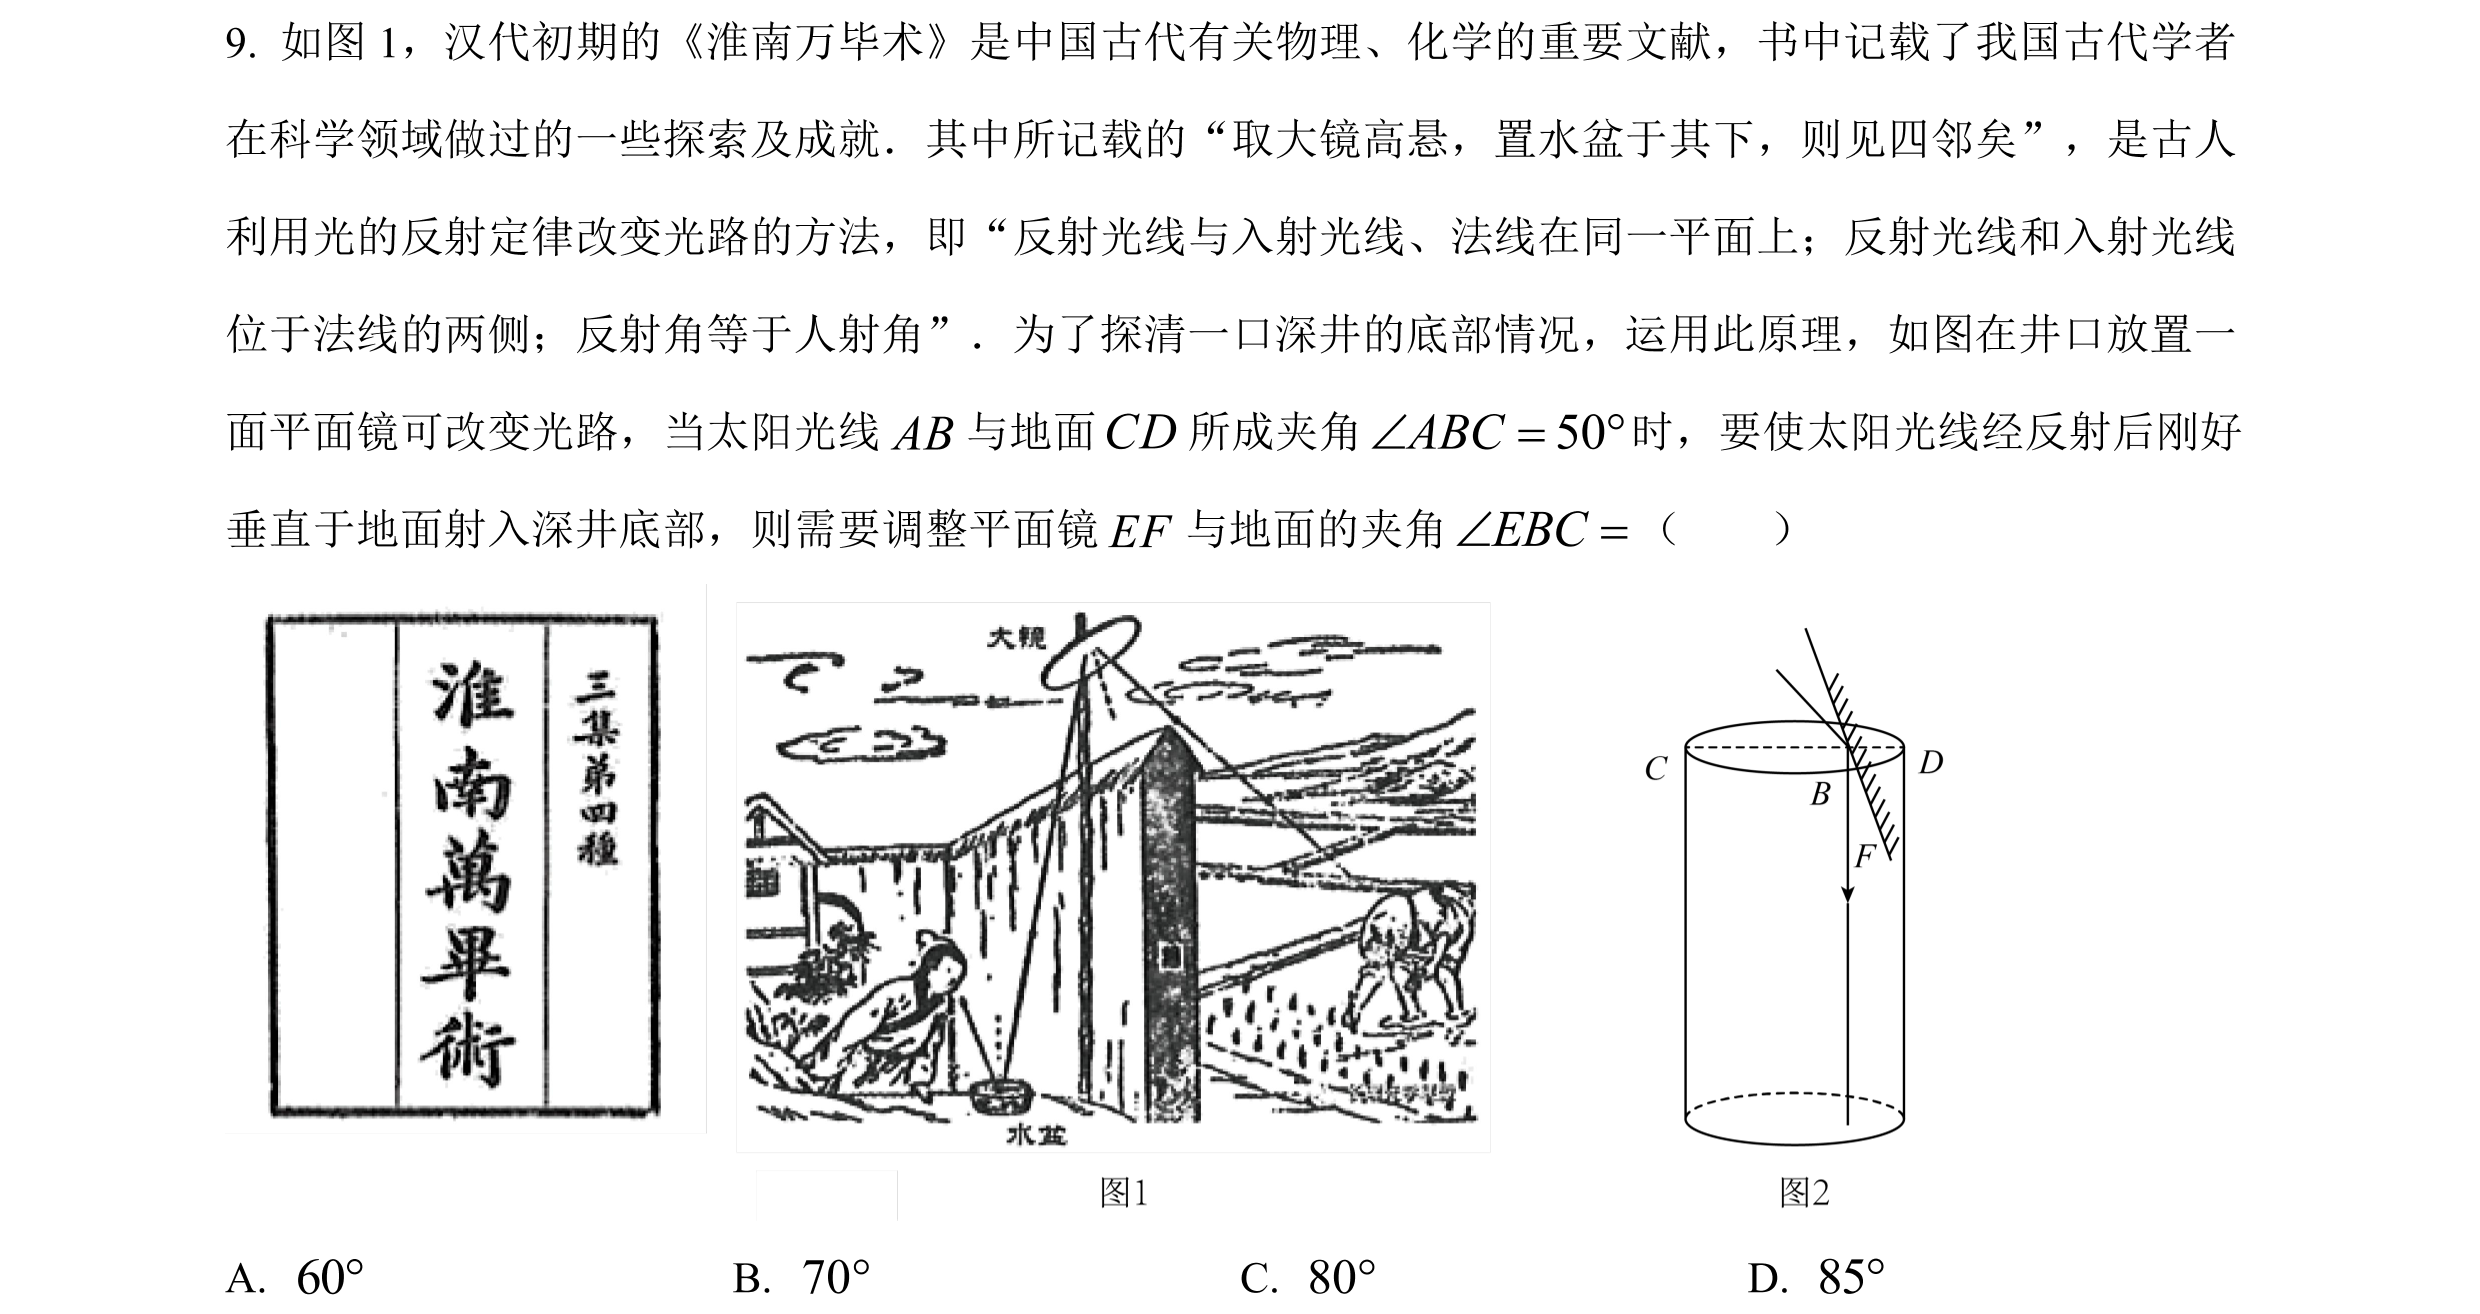 9. 如图1，汉代初期的《淮南万毕术》是中国古代有关物理、化学的重要文献，书中记载了我国古代学者
在科学领域做过的一些探索及成就．其中所记载的“取大镜高悬，置水盆于其下，则见四邻矣”，是古人
利用光的反射定律改变光路的方法，即“反射光线与入射光线、法线在同一平面上；反射光线和入射光线
位于法线的两侧；反射角等于人射角”．为了探清一口深井的底部情况，运用此原理，如图在井口放置一
面平面镜可改变光路，当太阳光线 AB 与地面 CD 所成夹角 ∠ABC = 50° 时，要使太阳光线经反射后刚好
垂直于地面射入深井底部，则需要调整平面镜 EF 与地面的夹角 ∠EBC =（　　）
三集第四種
淮南萬畢術
大镜
水盆
图1
C
D
B
F
图2
A. 60° B. 70° C. 80° D. 85°